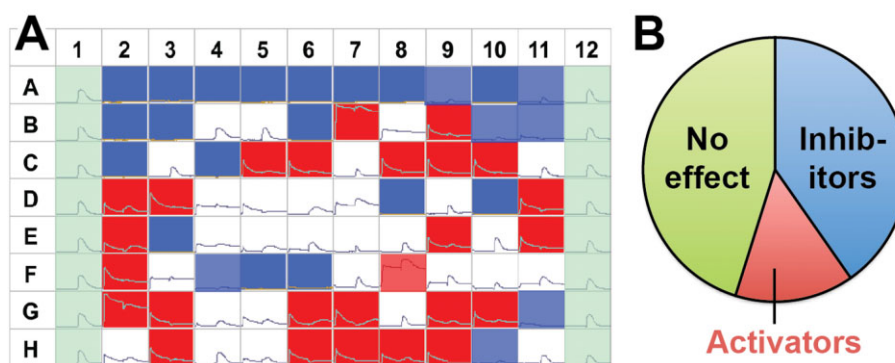 A
1 2 3 4 5 6 7 8 9 10 11 12
A
B
C
D
E
F
G
H
B
No
effect
Inhib-
itors
Activators